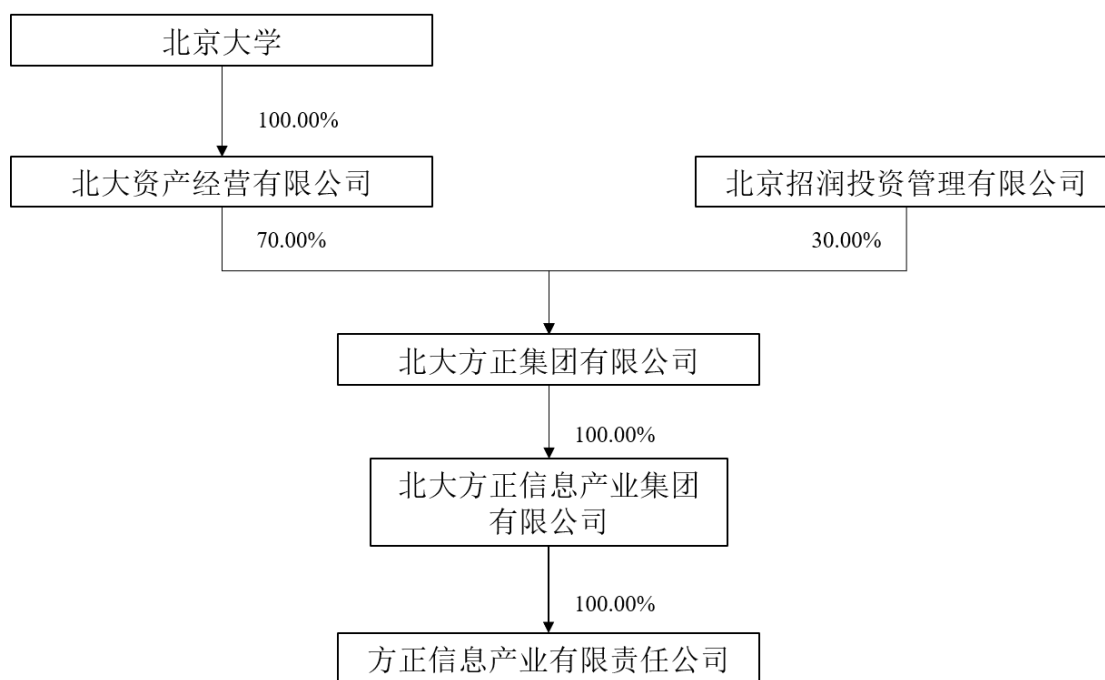 北京大学
100.00%
北大资产经营有限公司
北京招润投资管理有限公司
70.00%
30.00%
北大方正集团有限公司
100.00%
北大方正信息产业集团
有限公司
100.00%
方正信息产业有限责任公司